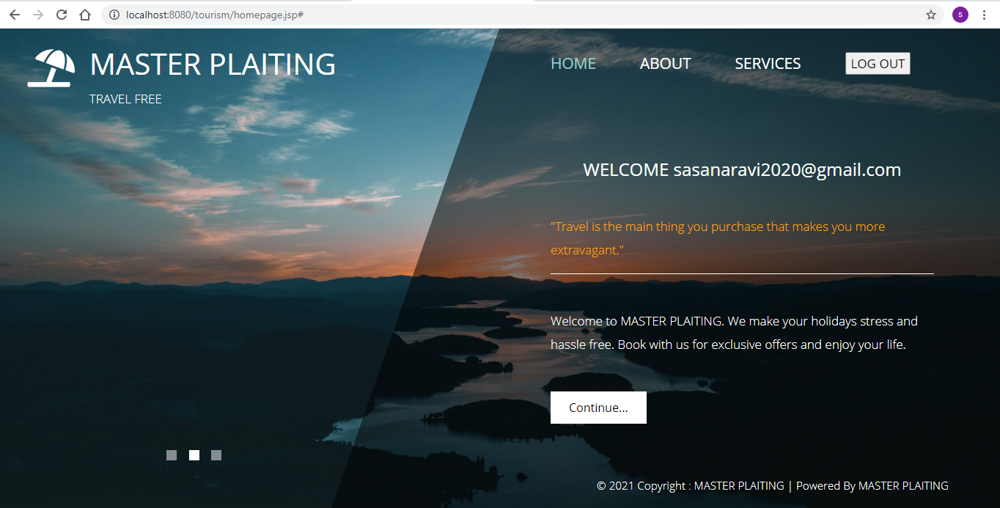 localhost:8080/tourism/homepage.jsp#
s
MASTER PLAITING
TRAVEL FREE
HOME
ABOUT
SERVICES
LOG OUT
WELCOME sasanaravi2020@gmail.com
"Travel is the main thing you purchase that makes you more
extravagant."
Welcome to MASTER PLAITING. We make your holidays stress and
hassle free. Book with us for exclusive offers and enjoy your life.
Continue...
© 2021 Copyright : MASTER PLAITING | Powered By MASTER PLAITING